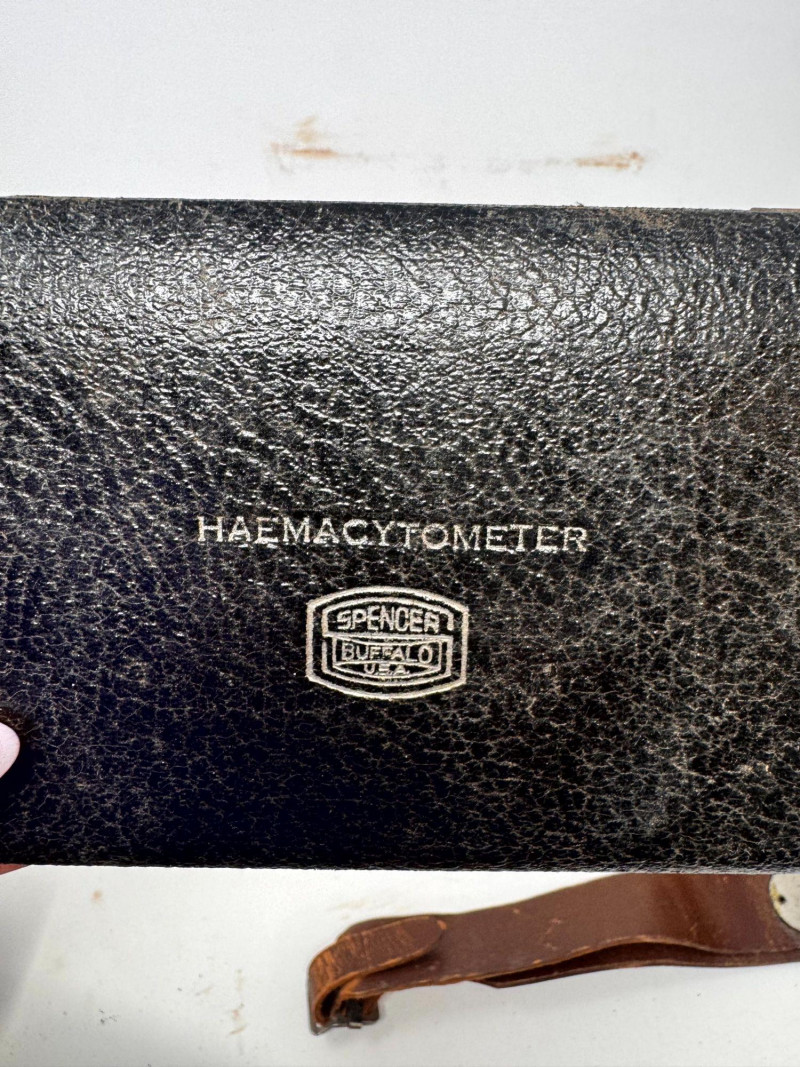 HAEMACYTOMETER
SPENCER
BUFFALO
U.S.A.